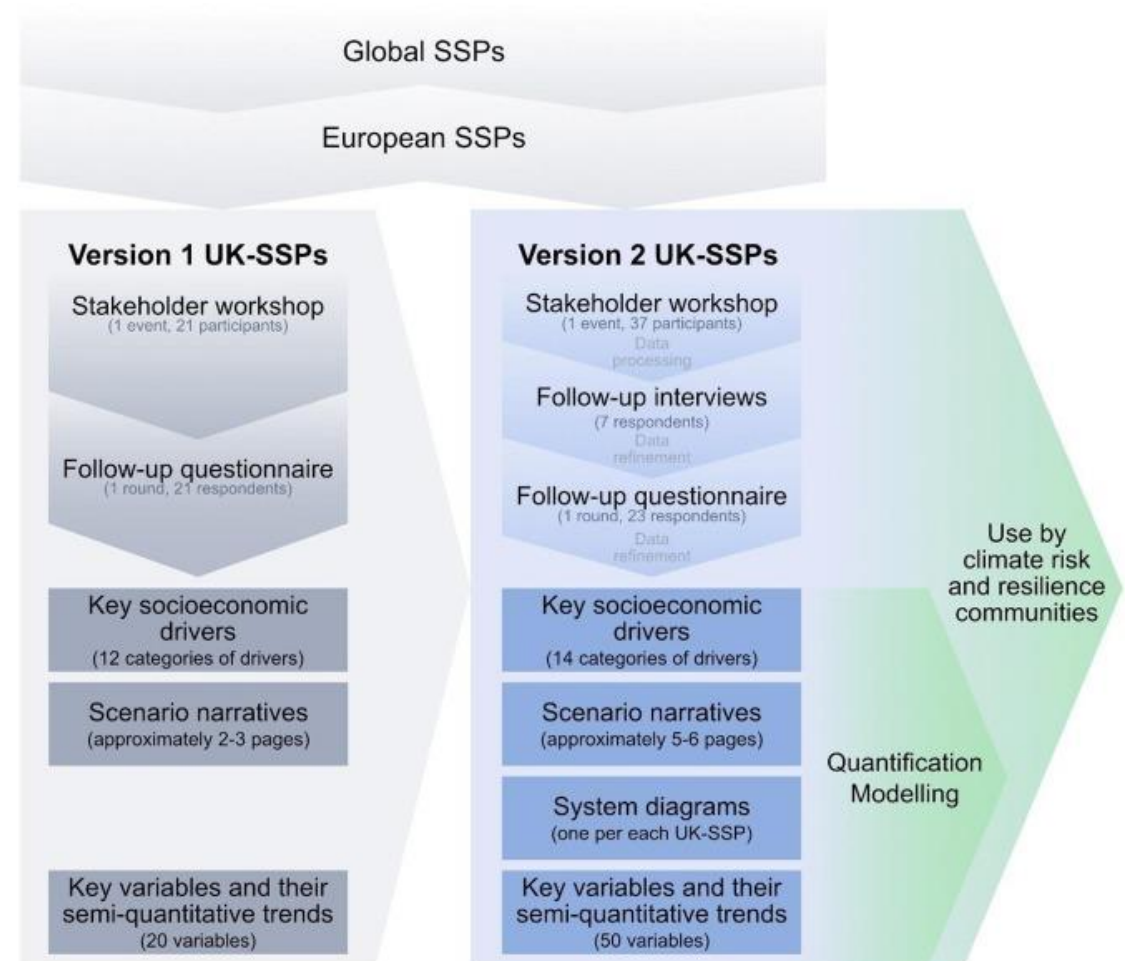 Global SSPs
European SSPs
Version 1 UK-SSPs
Stakeholder workshop
(1 event, 21 participants)
Follow-up questionnaire
(1 round, 21 respondents)
Key socioeconomic
drivers
(12 categories of drivers)
Scenario narratives
(approximately 2-3 pages)
Key variables and their
semi-quantitative trends
(20 variables)
Version 2 UK-SSPs
Stakeholder workshop
(1 event, 37 participants)
Data
processing
Follow-up interviews
(7 respondents)
Data
refinement
Follow-up questionnaire
(1 round, 23 respondents)
Data
refinement
Key socioeconomic
drivers
(14 categories of drivers)
Scenario narratives
(approximately 5-6 pages)
System diagrams
(one per each UK-SSP)
Key variables and their
semi-quantitative trends
(50 variables)
Quantification
Modelling
Use by
climate risk
and resilience
communities